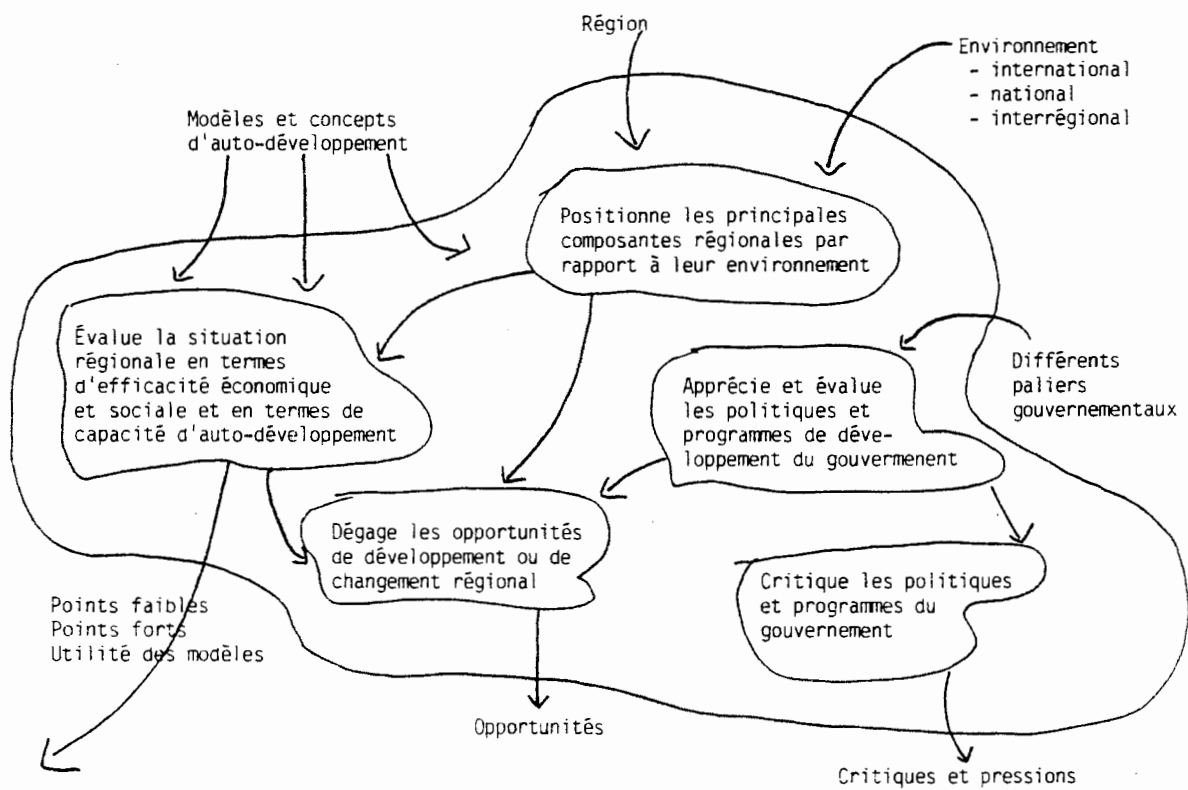 Région
Environnement
- international
- national
- interrégional
Modèles et concepts
d'auto-développement
Positionne les principales
composantes régionales par
rapport à leur environnement
Évalue la situation
régionale en termes
d'efficacité économique
et sociale et en termes de
capacité d'auto-développement
Différents
paliers
gouvernementaux
Apprécie et évalue
les politiques et
programmes de déve-
loppement du gouvermenent
Dégage les opportunités
de développement ou de
changement régional
Critique les politiques
et programmes du
gouvernement
Points faibles
Points forts
Utilité des modèles
Opportunités
Critiques et pressions